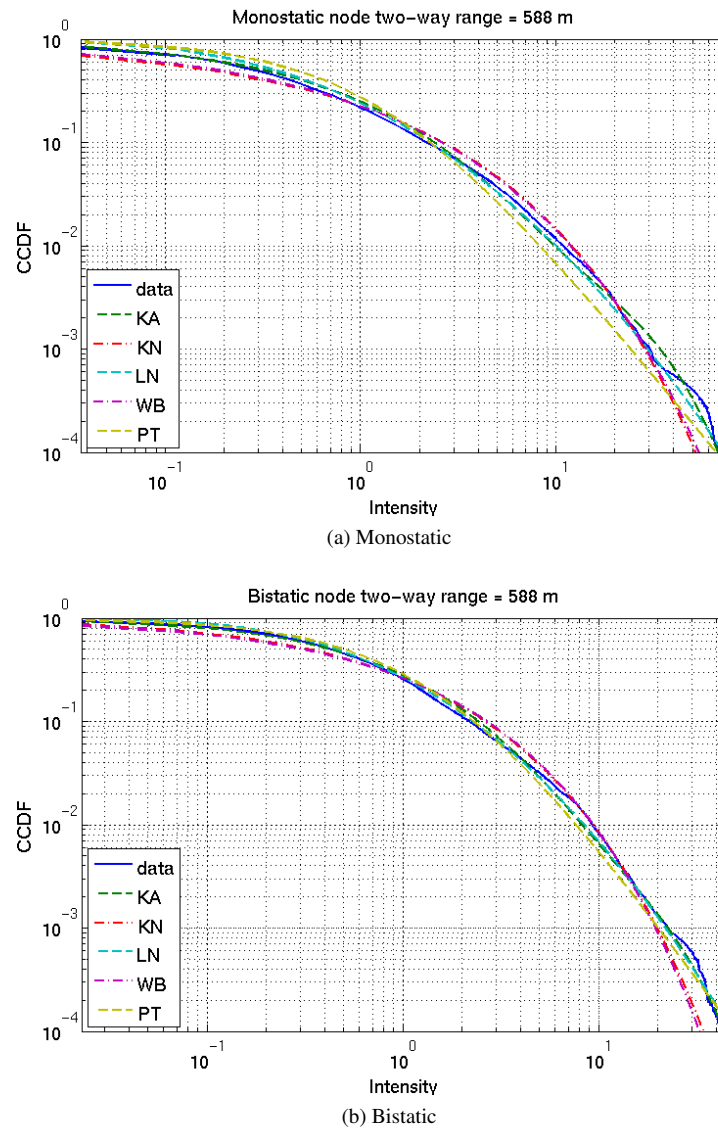 Monostatic node two-way range = 588 m
10^0
10^-1
10^-2
10^-3
10^-4
CCDF
data
KA
KN
LN
WB
PT
10^-1
10^0
10^1
Intensity
(a) Monostatic
Bistatic node two-way range = 588 m
10^0
10^-1
10^-2
10^-3
10^-4
CCDF
data
KA
KN
LN
WB
PT
10^-1
10^0
10^1
Intensity
(b) Bistatic